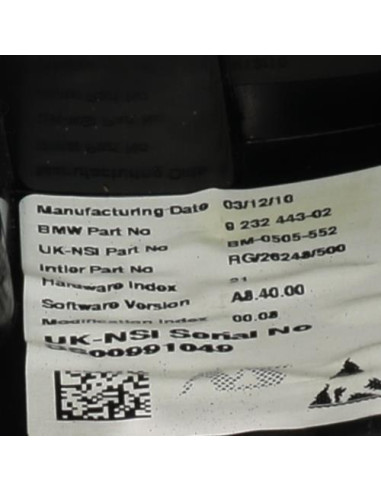 Manufacturing Date 03/12/10
BMW Part No 9 232 443-02
UK-NSI Part No BM-0505-552
Intier Part No RG/26248/500
Hardware Index 21
Software Version A8.40.00
Modification Index 00.08
UK-NSI Serial No